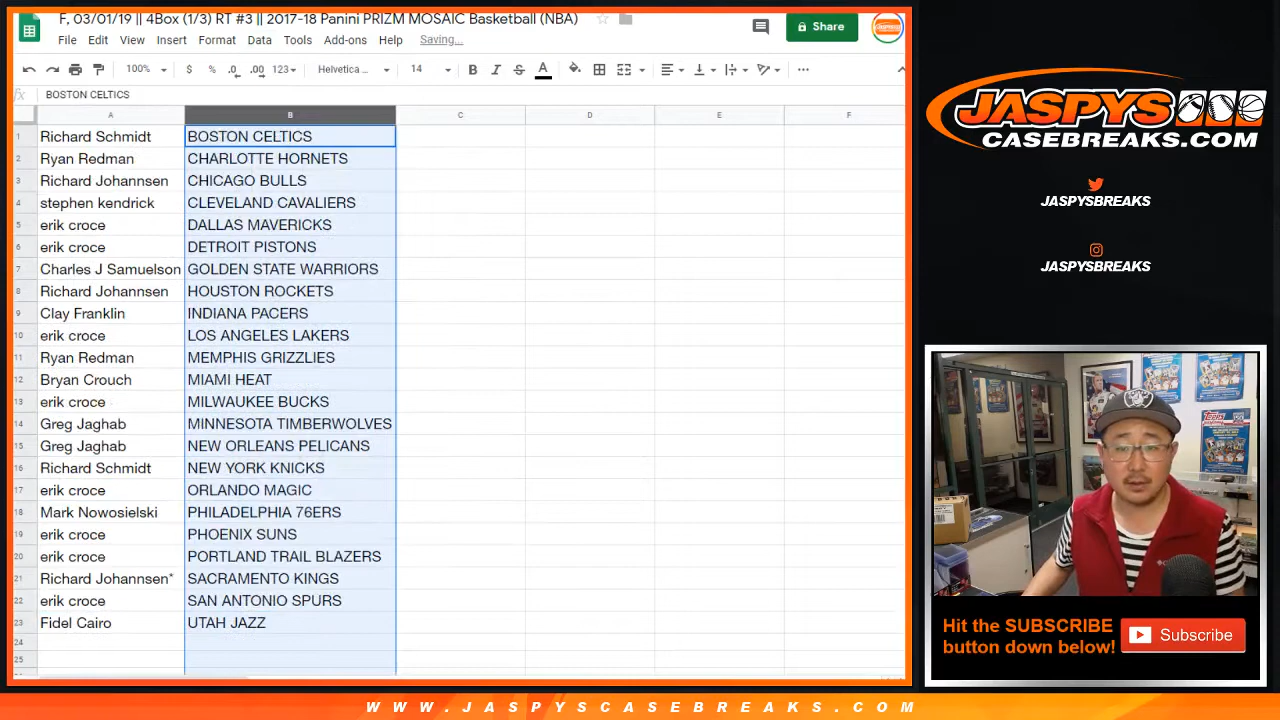 F, 03/01/19 || 4Box (1/3) RT #3 || 2017-18 Panini PRIZM MOSAIC Basketball (NBA)
File Edit View Insert Format Data Tools Add-ons Help Saving...
Share
100% $ % .0 .00 123 Helvetica ... 14 B I S A ...
fx BOSTON CELTICS
A B C D E F
1 Richard Schmidt BOSTON CELTICS
2 Ryan Redman CHARLOTTE HORNETS
3 Richard Johannsen CHICAGO BULLS
4 stephen kendrick CLEVELAND CAVALIERS
5 erik croce DALLAS MAVERICKS
6 erik croce DETROIT PISTONS
7 Charles J Samuelson GOLDEN STATE WARRIORS
8 Richard Johannsen HOUSTON ROCKETS
9 Clay Franklin INDIANA PACERS
10 erik croce LOS ANGELES LAKERS
11 Ryan Redman MEMPHIS GRIZZLIES
12 Bryan Crouch MIAMI HEAT
13 erik croce MILWAUKEE BUCKS
14 Greg Jaghab MINNESOTA TIMBERWOLVES
15 Greg Jaghab NEW ORLEANS PELICANS
16 Richard Schmidt NEW YORK KNICKS
17 erik croce ORLANDO MAGIC
18 Mark Nowosielski PHILADELPHIA 76ERS
19 erik croce PHOENIX SUNS
20 erik croce PORTLAND TRAIL BLAZERS
21 Richard Johannsen* SACRAMENTO KINGS
22 erik croce SAN ANTONIO SPURS
23 Fidel Cairo UTAH JAZZ
24
25
JASPYS
CASEBREAKS.COM
JASPYSBREAKS
JASPYSBREAKS
Topps
Hit the SUBSCRIBE
button down below!
Subscribe
WWW.JASPYSCASEBREAKS.COM